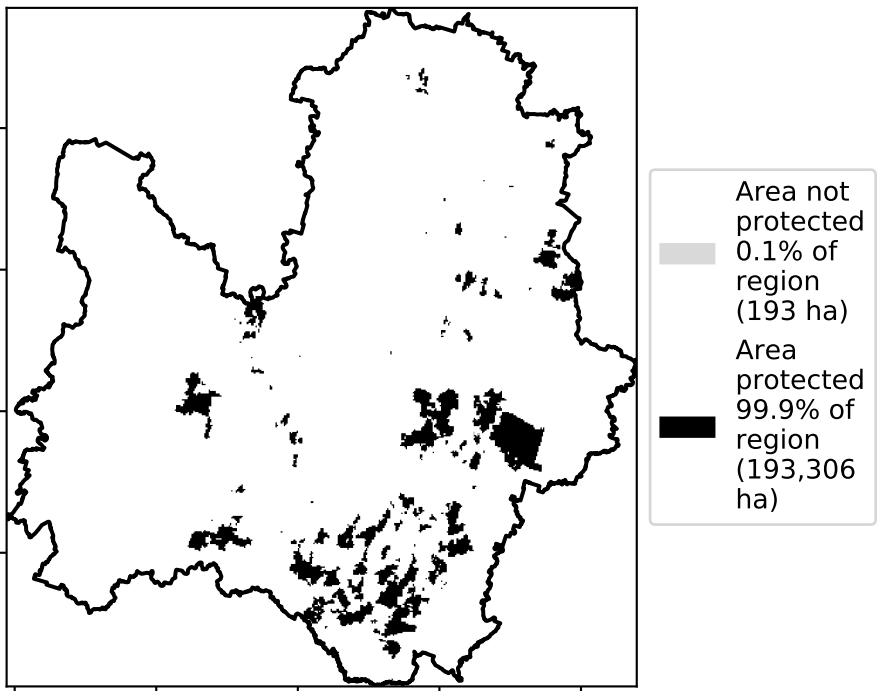 Area not
protected
0.1% of
region
(193 ha)
Area
protected
99.9% of
region
(193,306
ha)